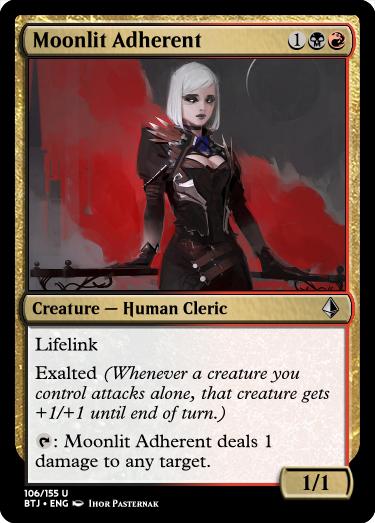 Moonlit Adherent 1
Creature — Human Cleric
Lifelink
Exalted (Whenever a creature you
control attacks alone, that creature gets
+1/+1 until end of turn.)
: Moonlit Adherent deals 1
damage to any target.
1/1
106/155 U
BTJ • ENG Ihor Pasternak